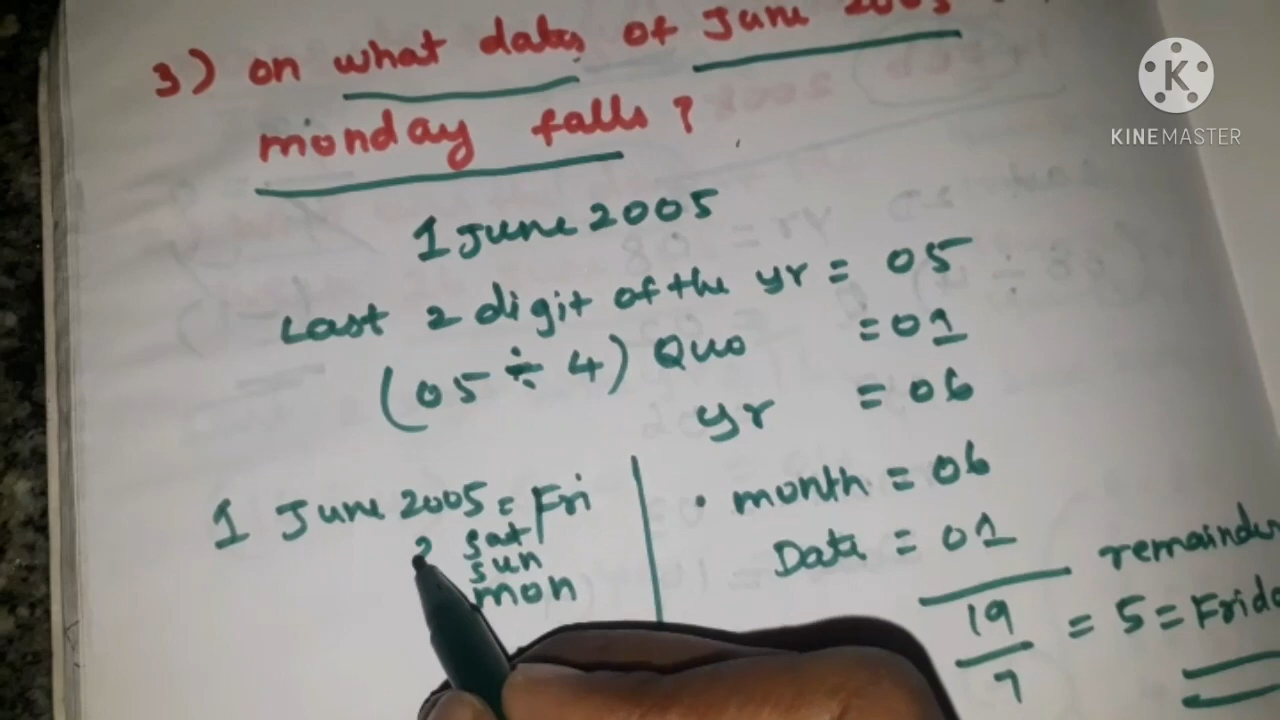 3) on what dates of June 2005
monday falls ?
1 June 2005
Last 2 digit of the yr = 05
(05 ÷ 4) Quo = 01
yr = 06
1 June 2005 = Fri
2 sat
sun
mon
• month = 06
Date = 01
19
7
= 5 = Frida
remainder
KINEMASTER